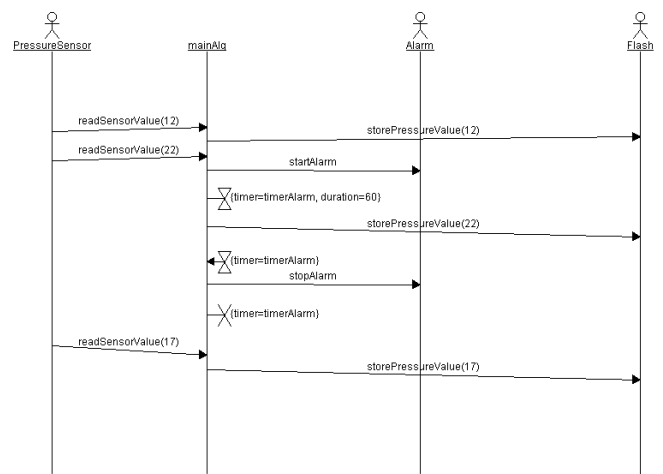 PressureSensor
mainAlg
Alarm
Flash
readSensorValue(12)
storePressureValue(12)
readSensorValue(22)
startAlarm
{timer=timerAlarm, duration=60}
storePressureValue(22)
{timer=timerAlarm}
stopAlarm
{timer=timerAlarm}
readSensorValue(17)
storePressureValue(17)